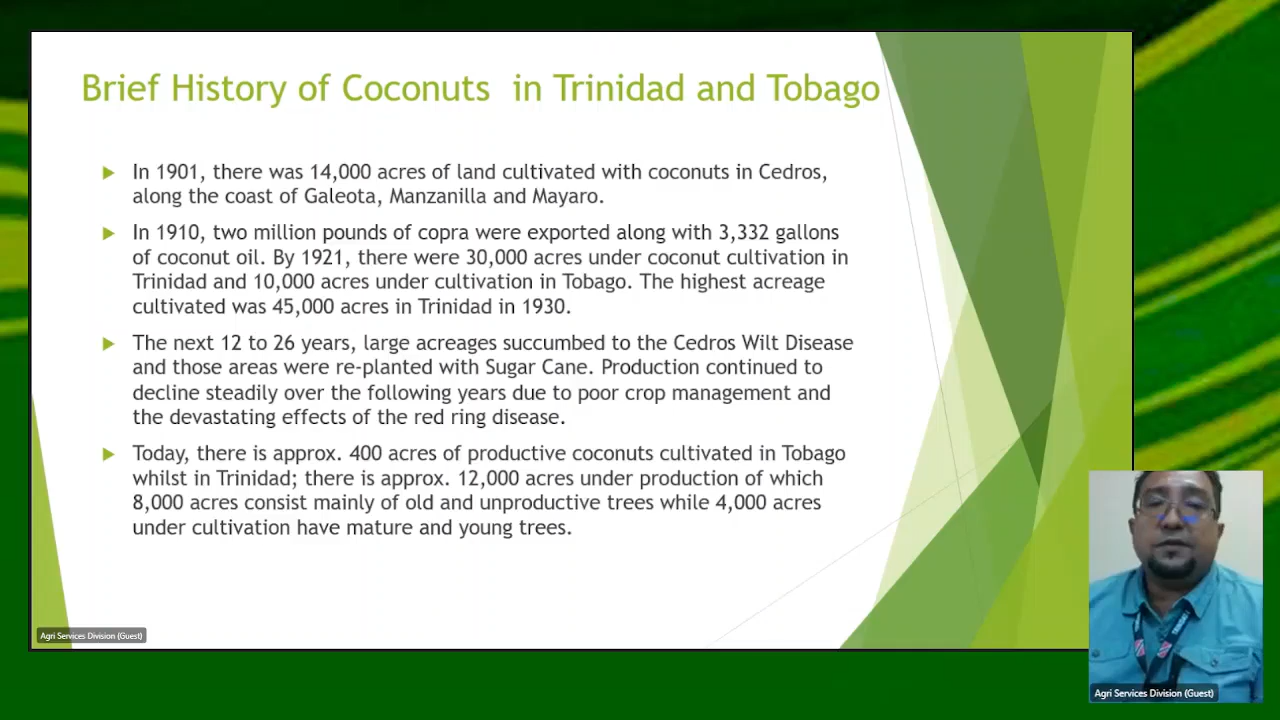 Brief History of Coconuts in Trinidad and Tobago
In 1901, there was 14,000 acres of land cultivated with coconuts in Cedros,
along the coast of Galeota, Manzanilla and Mayaro.
In 1910, two million pounds of copra were exported along with 3,332 gallons
of coconut oil. By 1921, there were 30,000 acres under coconut cultivation in
Trinidad and 10,000 acres under cultivation in Tobago. The highest acreage
cultivated was 45,000 acres in Trinidad in 1930.
The next 12 to 26 years, large acreages succumbed to the Cedros Wilt Disease
and those areas were re-planted with Sugar Cane. Production continued to
decline steadily over the following years due to poor crop management and
the devastating effects of the red ring disease.
Today, there is approx. 400 acres of productive coconuts cultivated in Tobago
whilst in Trinidad; there is approx. 12,000 acres under production of which
8,000 acres consist mainly of old and unproductive trees while 4,000 acres
under cultivation have mature and young trees.
Agri Services Division (Guest)
Agri Services Division (Guest)